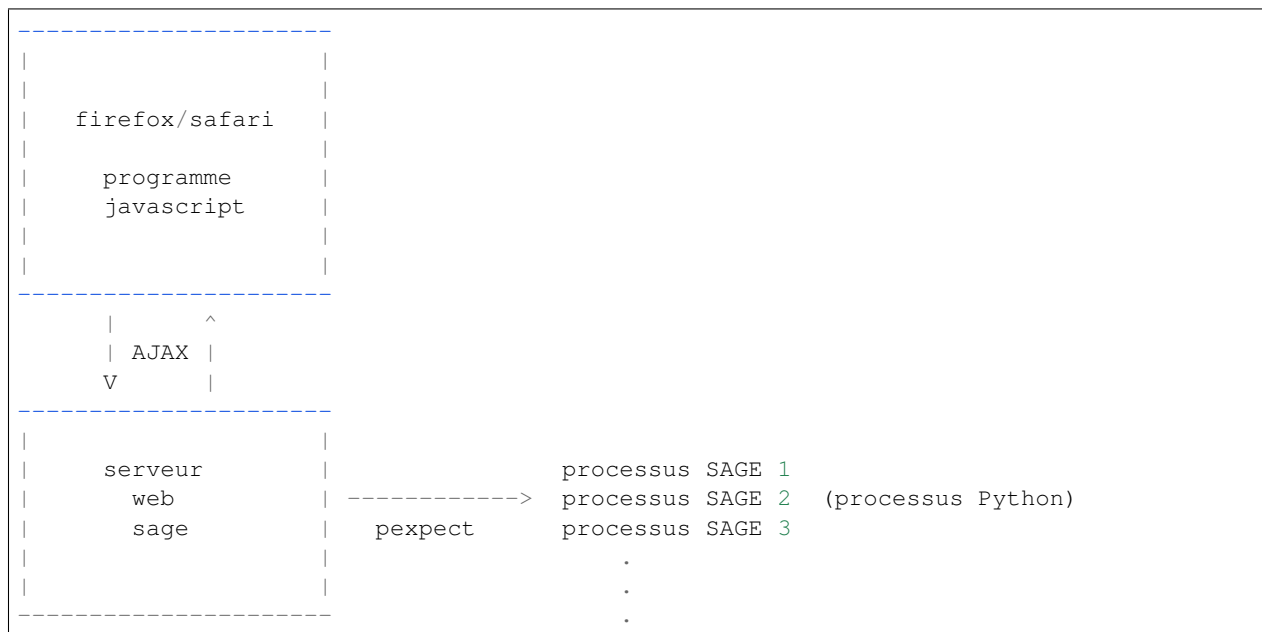 ----------------------
|                    |
|                    |
|   firefox/safari   |
|                    |
|     programme      |
|     javascript     |
|                    |
|                    |
----------------------
      |      ^
      | AJAX |
      V      |
----------------------
|                    |
|     serveur        |                processus SAGE 1
|       web          | ------------>  processus SAGE 2  (processus Python)
|       sage         |   pexpect      processus SAGE 3
|                    |                    .
|                    |                    .
----------------------                    .